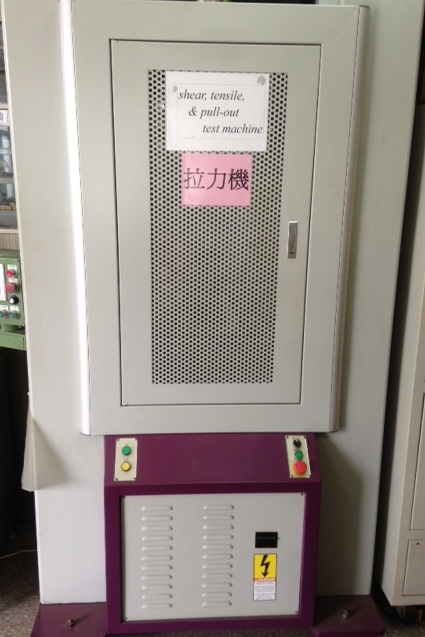 shear, tensile,
& pull-out
test machine
拉力機